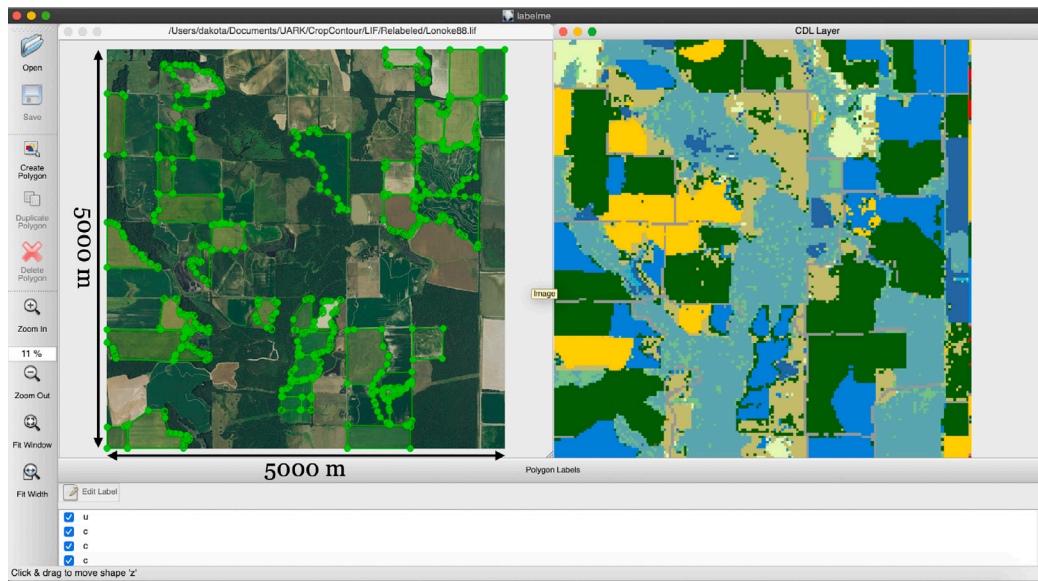 labelme
/Users/dakota/Documents/UARK/CropContour/LIF/Relabeled/Lonoke88.lif
CDL Layer
Open
Save
Create
Polygon
Duplicate
Polygon
Delete
Polygon
Zoom In
11 %
Zoom Out
Fit Window
Fit Width
5000 m
5000 m
Image
Polygon Labels
Edit Label
u
c
c
c
Click & drag to move shape 'z'